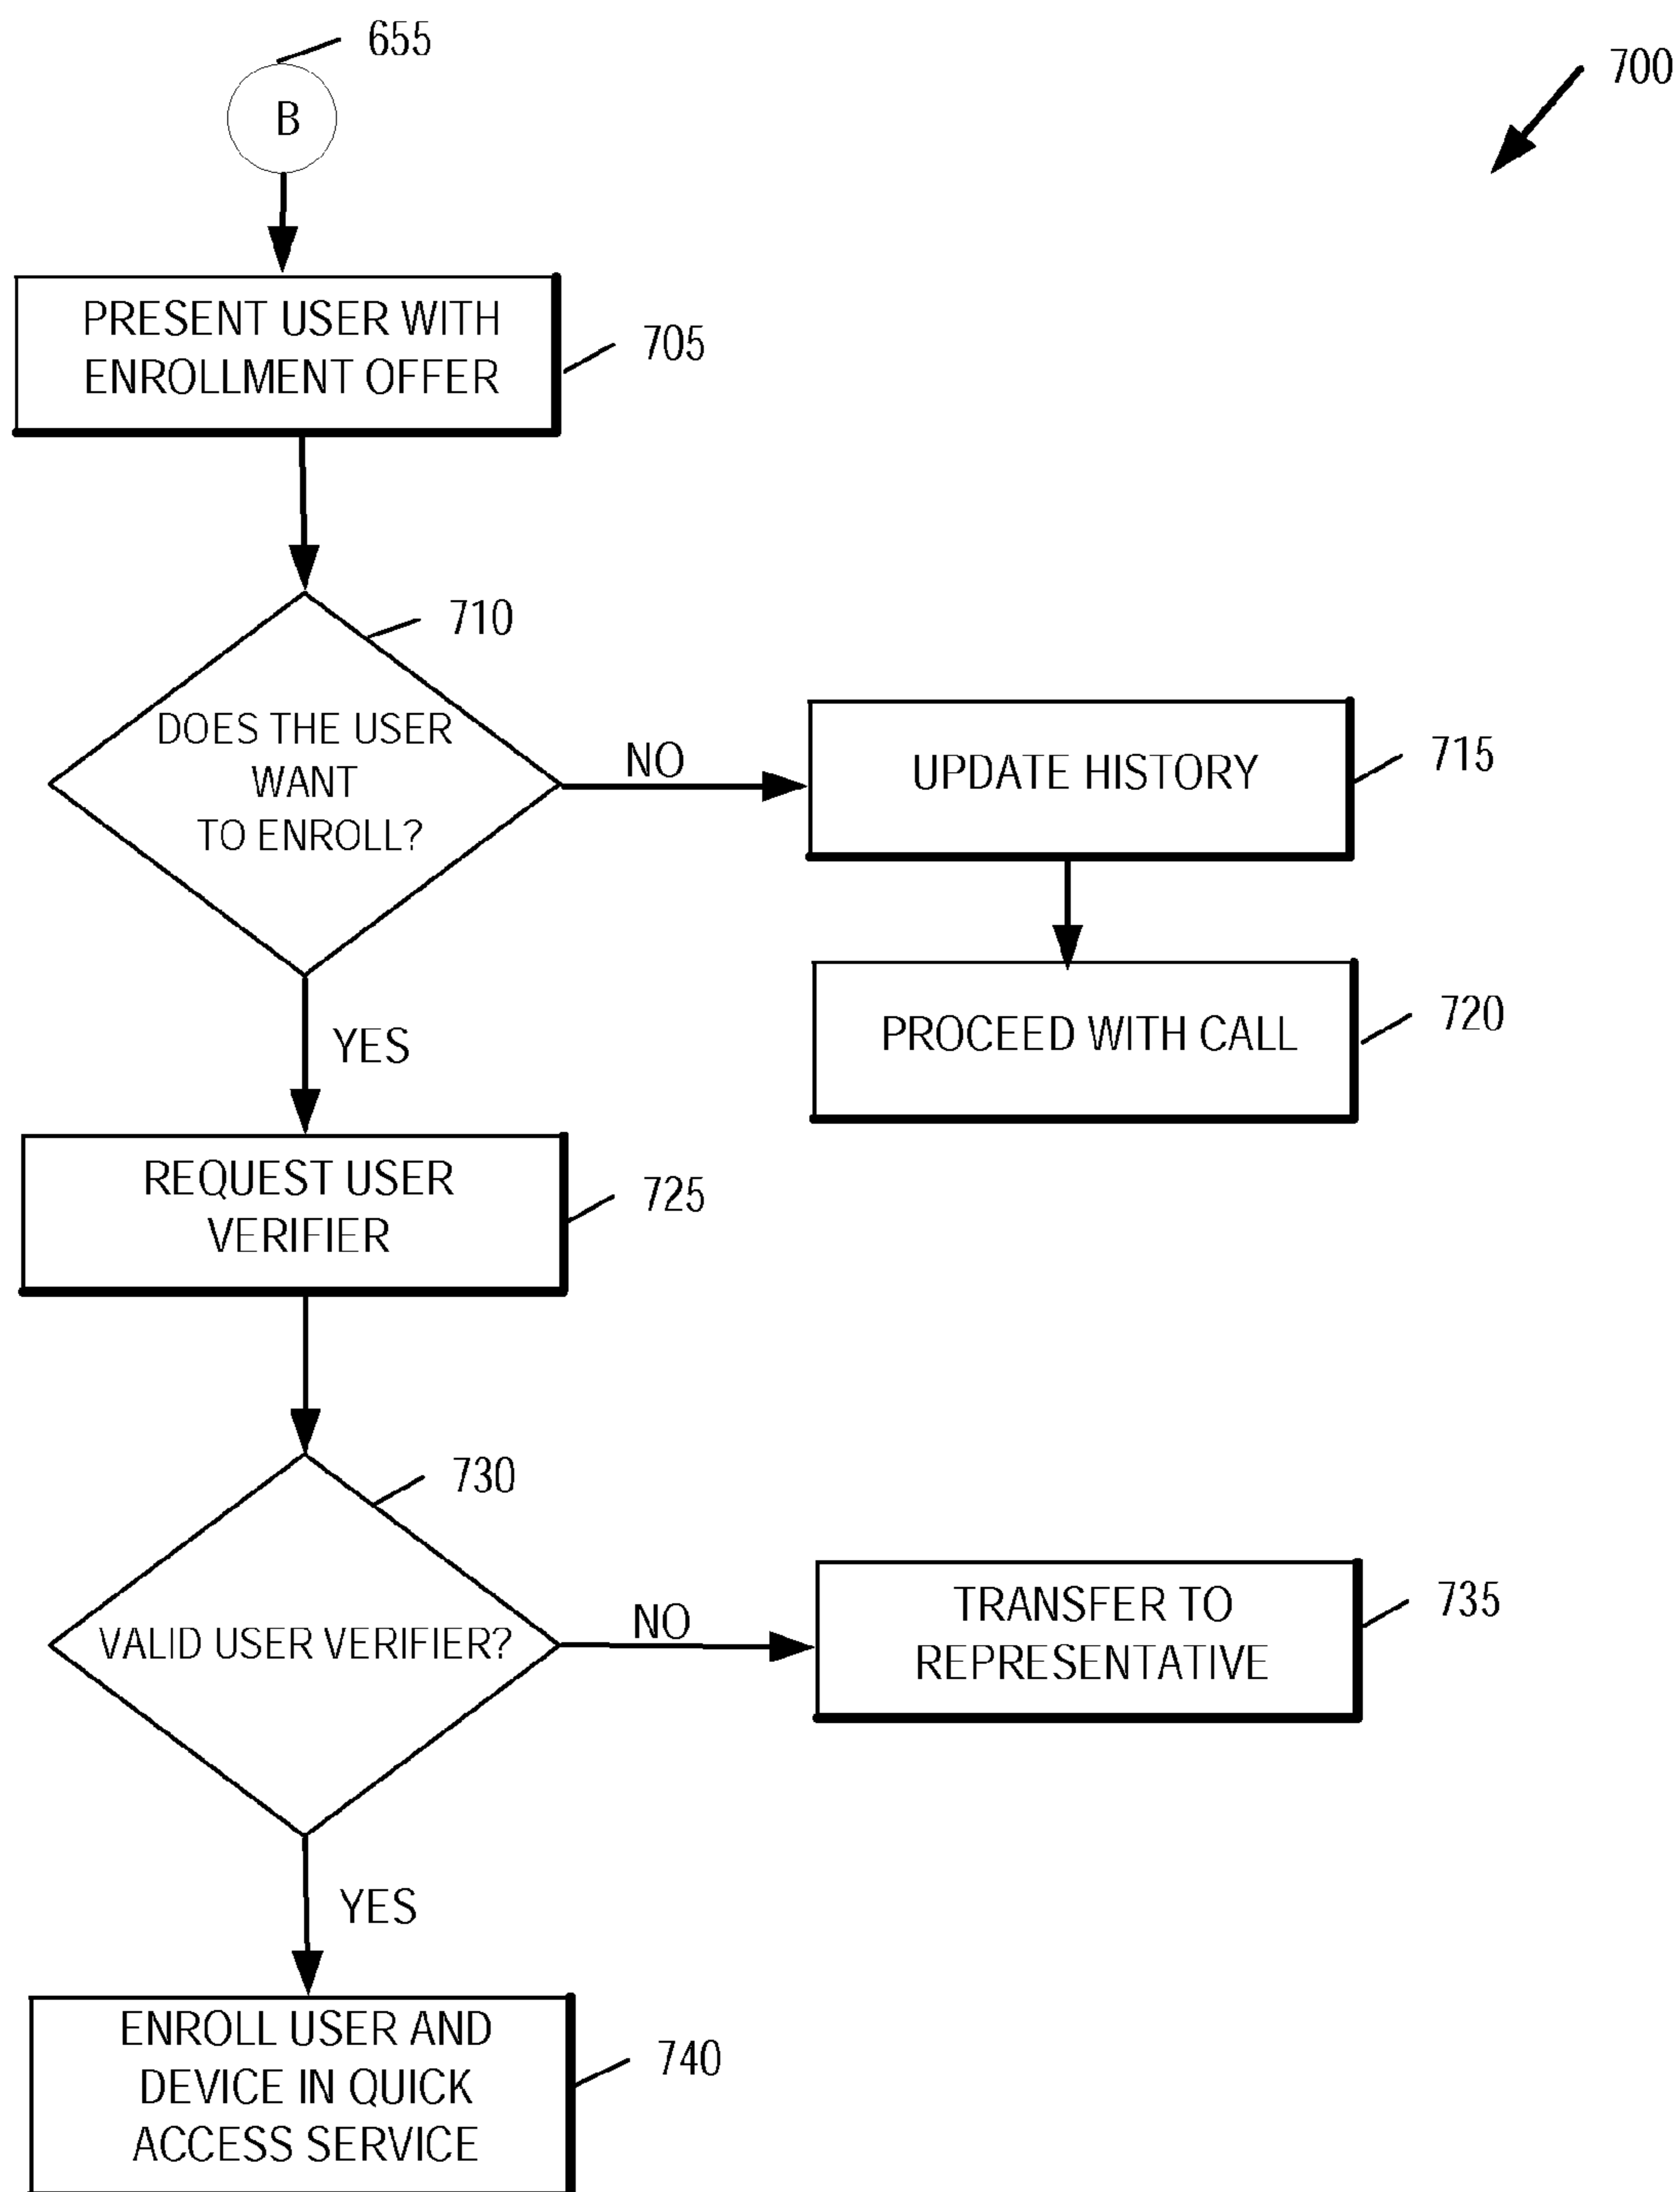 655
700
B
PRESENT USER WITH
ENROLLMENT OFFER
705
710
DOES THE USER
WANT
TO ENROLL?
NO
UPDATE HISTORY
715
PROCEED WITH CALL
720
YES
REQUEST USER
VERIFIER
725
730
VALID USER VERIFIER?
NO
TRANSFER TO
REPRESENTATIVE
735
YES
ENROLL USER AND
DEVICE IN QUICK
ACCESS SERVICE
740